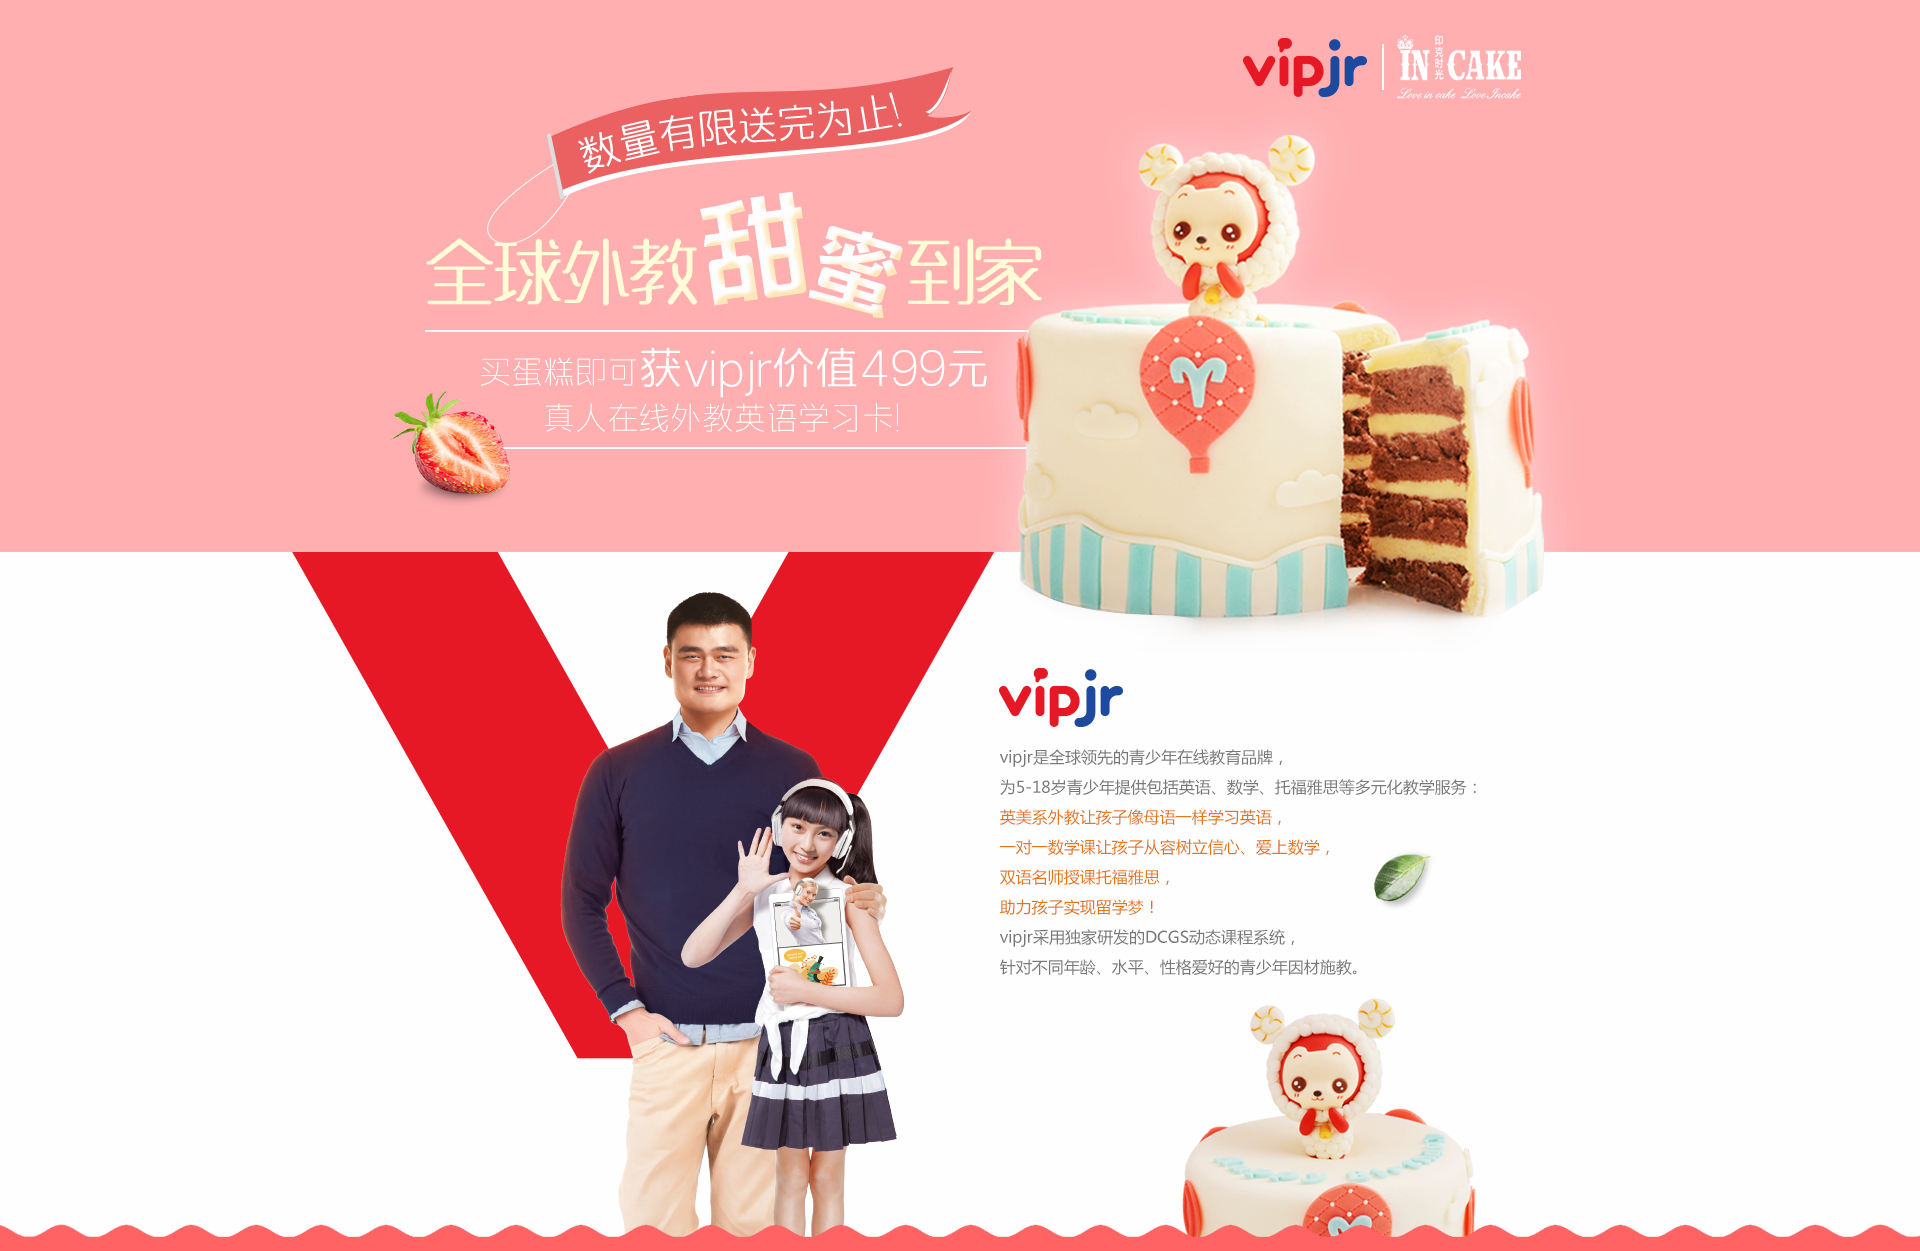 vipjr
印克时光
IN CAKE
Love in cake Love Incake
数量有限送完为止!
全球外教甜蜜到家
买蛋糕即可获vipjr价值499元
真人在线外教英语学习卡!
vipjr
vipjr是全球领先的青少年在线教育品牌，
为5-18岁青少年提供包括英语、数学、托福雅思等多元化教学服务：
英美系外教让孩子像母语一样学习英语，
一对一数学课让孩子从容树立信心、爱上数学，
双语名师授课托福雅思，
助力孩子实现留学梦！
vipjr采用独家研发的DCGS动态课程系统，
针对不同年龄、水平、性格爱好的青少年因材施教。